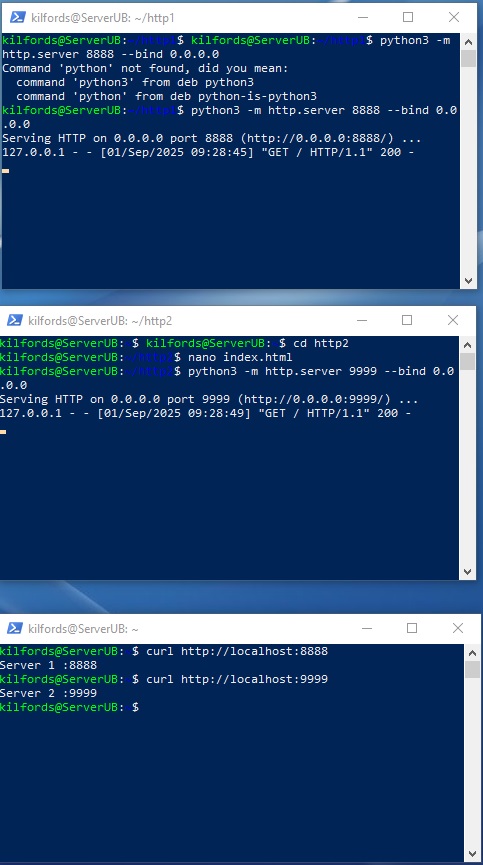 kilfords@ServerUB: ~/http1
kilfords@ServerUB:~/http1$ kilfords@ServerUB:~/http1$ python3 -m
http.server 8888 --bind 0.0.0.0
Command 'python' not found, did you mean:
  command 'python3' from deb python3
  command 'python' from deb python-is-python3
kilfords@ServerUB:~/http1$ python3 -m http.server 8888 --bind 0.0
.0.0
Serving HTTP on 0.0.0.0 port 8888 (http://0.0.0.0:8888/) ...
127.0.0.1 - - [01/Sep/2025 09:28:45] "GET / HTTP/1.1" 200 -
kilfords@ServerUB: ~/http2
kilfords@ServerUB:~$ kilfords@ServerUB:~$ cd http2
kilfords@ServerUB:~/http2$ nano index.html
kilfords@ServerUB:~/http2$ python3 -m http.server 9999 --bind 0.0
.0.0
Serving HTTP on 0.0.0.0 port 9999 (http://0.0.0.0:9999/) ...
127.0.0.1 - - [01/Sep/2025 09:28:49] "GET / HTTP/1.1" 200 -
kilfords@ServerUB: ~
kilfords@ServerUB:~$ curl http://localhost:8888
Server 1 :8888
kilfords@ServerUB:~$ curl http://localhost:9999
Server 2 :9999
kilfords@ServerUB:~$